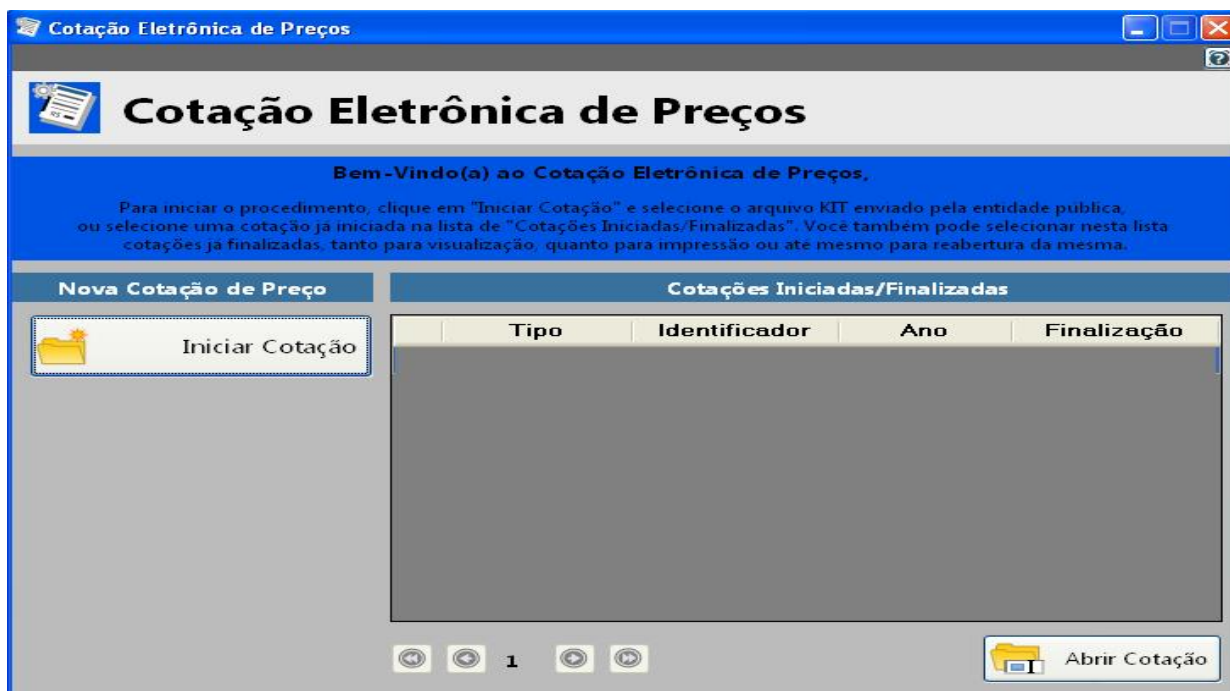 Cotação Eletrônica de Preços
Cotação Eletrônica de Preços
Bem-Vindo(a) ao Cotação Eletrônica de Preços,
Para iniciar o procedimento, clique em "Iniciar Cotação" e selecione o arquivo KIT enviado pela entidade pública,
ou selecione uma cotação já iniciada na lista de "Cotações Iniciadas/Finalizadas". Você também pode selecionar nesta lista
cotações já finalizadas, tanto para visualização, quanto para impressão ou até mesmo para reabertura da mesma.
Nova Cotação de Preço
Cotações Iniciadas/Finalizadas
Iniciar Cotação
Tipo Identificador Ano Finalização
1
Abrir Cotação